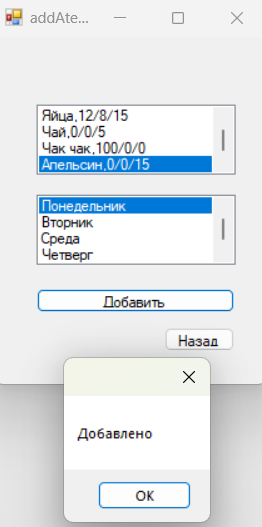 addAte...
Яйца,12/8/15
Чай,0/0/5
Чак чак,100/0/0
Апельсин,0/0/15
Понедельник
Вторник
Среда
Четверг
Добавить
Назад
Добавлено
OK